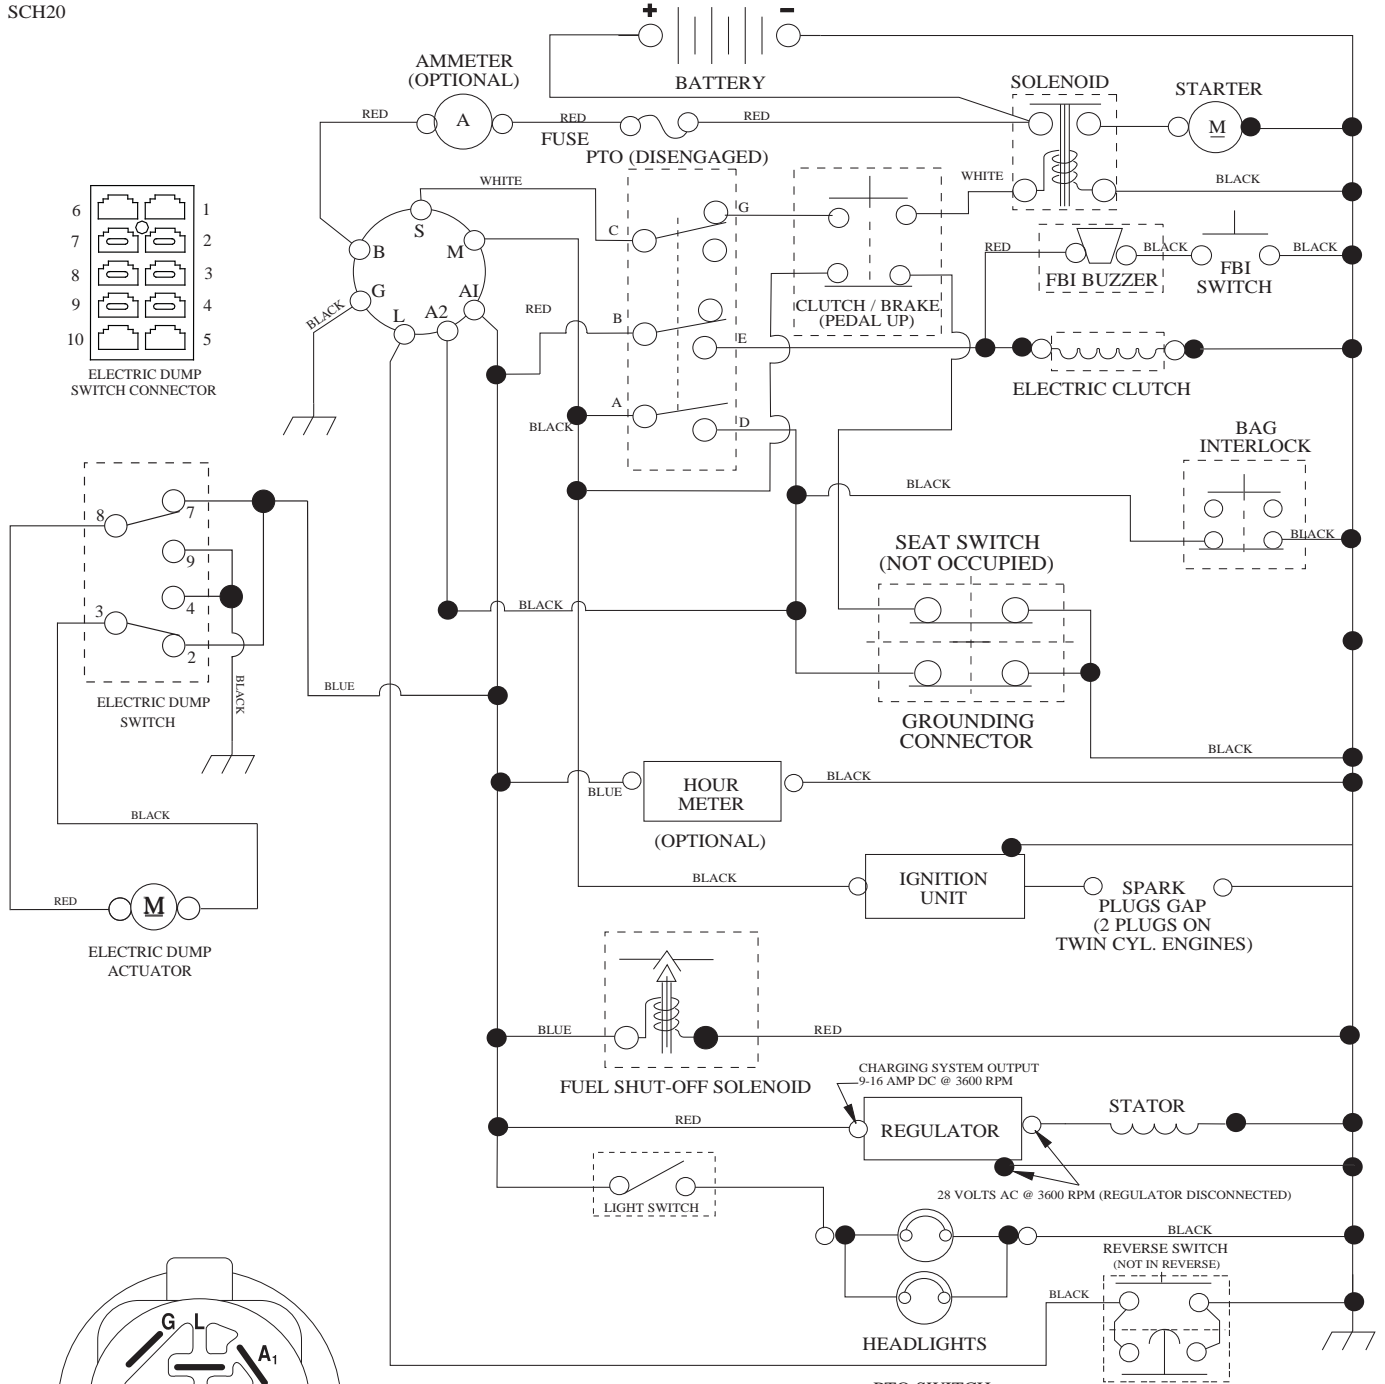 SCH20
+
-
BATTERY
AMMETER
(OPTIONAL)
RED
A
RED
FUSE
RED
SOLENOID
STARTER
M
PTO (DISENGAGED)
WHITE
WHITE
BLACK
6
1
7
2
8
3
9
4
10
5
ELECTRIC DUMP
SWITCH CONNECTOR
S
B
M
G
A1
L
A2
BLACK
RED
C
G
B
E
A
D
BLACK
CLUTCH / BRAKE
(PEDAL UP)
RED
BLACK
BLACK
FBI BUZZER
FBI
SWITCH
ELECTRIC CLUTCH
BAG
INTERLOCK
BLACK
BLACK
8
7
9
4
3
2
ELECTRIC DUMP
SWITCH
BLACK
SEAT SWITCH
(NOT OCCUPIED)
BLACK
BLUE
GROUNDING
CONNECTOR
BLACK
BLUE
HOUR
METER
BLACK
(OPTIONAL)
BLACK
RED
M
ELECTRIC DUMP
ACTUATOR
BLACK
IGNITION
UNIT
SPARK
PLUGS GAP
(2 PLUGS ON
TWIN CYL. ENGINES)
BLUE
RED
FUEL SHUT-OFF SOLENOID
CHARGING SYSTEM OUTPUT
9-16 AMP DC @ 3600 RPM
RED
REGULATOR
STATOR
28 VOLTS AC @ 3600 RPM (REGULATOR DISCONNECTED)
LIGHT SWITCH
BLACK
REVERSE SWITCH
(NOT IN REVERSE)
BLACK
HEADLIGHTS
G
L
A1
PTO SWITCH